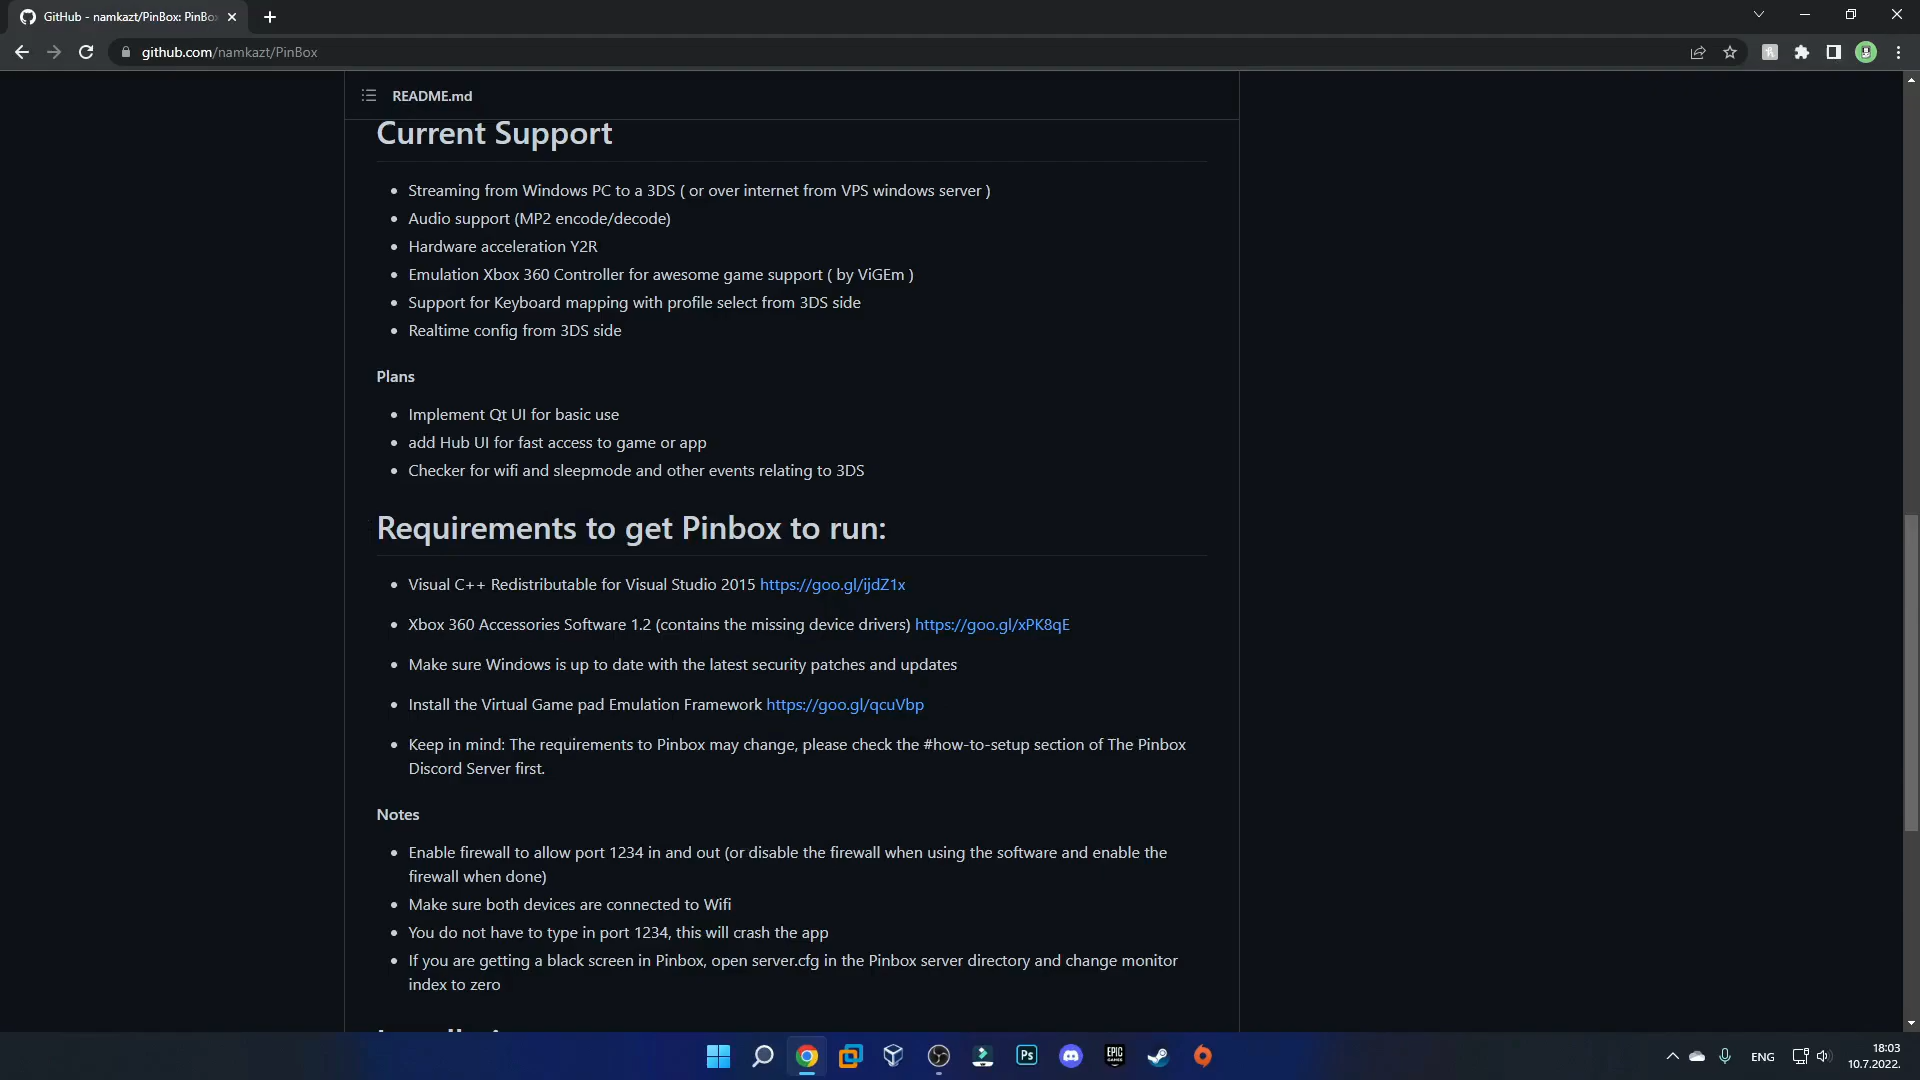 GitHub - namkazt/PinBox: PinBo
github.com/namkazt/PinBox
README.md
Current Support
Streaming from Windows PC to a 3DS ( or over internet from VPS windows server )
Audio support (MP2 encode/decode)
Hardware acceleration Y2R
Emulation Xbox 360 Controller for awesome game support ( by ViGEm )
Support for Keyboard mapping with profile select from 3DS side
Realtime config from 3DS side
Plans
Implement Qt UI for basic use
add Hub UI for fast access to game or app
Checker for wifi and sleepmode and other events relating to 3DS
Requirements to get Pinbox to run:
Visual C++ Redistributable for Visual Studio 2015 https://goo.gl/ijdZ1x
Xbox 360 Accessories Software 1.2 (contains the missing device drivers) https://goo.gl/xPK8qE
Make sure Windows is up to date with the latest security patches and updates
Install the Virtual Game pad Emulation Framework https://goo.gl/qcuVbp
Keep in mind: The requirements to Pinbox may change, please check the #how-to-setup section of The Pinbox
Discord Server first.
Notes
Enable firewall to allow port 1234 in and out (or disable the firewall when using the software and enable the
firewall when done)
Make sure both devices are connected to Wifi
You do not have to type in port 1234, this will crash the app
If you are getting a black screen in Pinbox, open server.cfg in the Pinbox server directory and change monitor
index to zero
Ps
EPIC
GAMES
ENG
18:03
10.7.2022.